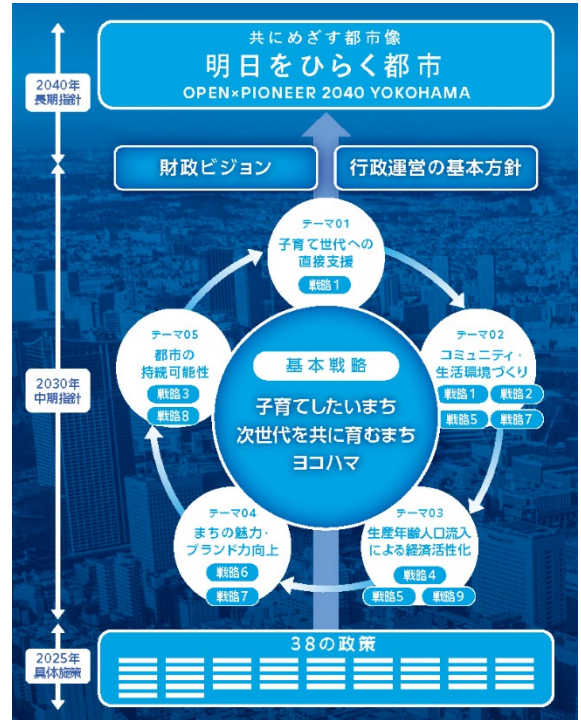 共にめざす都市像
明日をひらく都市
OPEN×PIONEER 2040 YOKOHAMA
2040年
長期指針
財政ビジョン
行政運営の基本方針
テーマ01
子育て世代への
直接支援
戦略1
テーマ05
都市の
持続可能性
戦略3
戦略8
テーマ02
コミュニティ・
生活環境づくり
戦略1 戦略2
戦略5 戦略7
2030年
中期指針
基本戦略
子育てしたいまち
次世代を共に育むまち
ヨコハマ
テーマ04
まちの魅力・
ブランド力向上
戦略6
戦略7
テーマ03
生産年齢人口流入
による経済活性化
戦略4
戦略5 戦略9
2025年
具体施策
38の政策